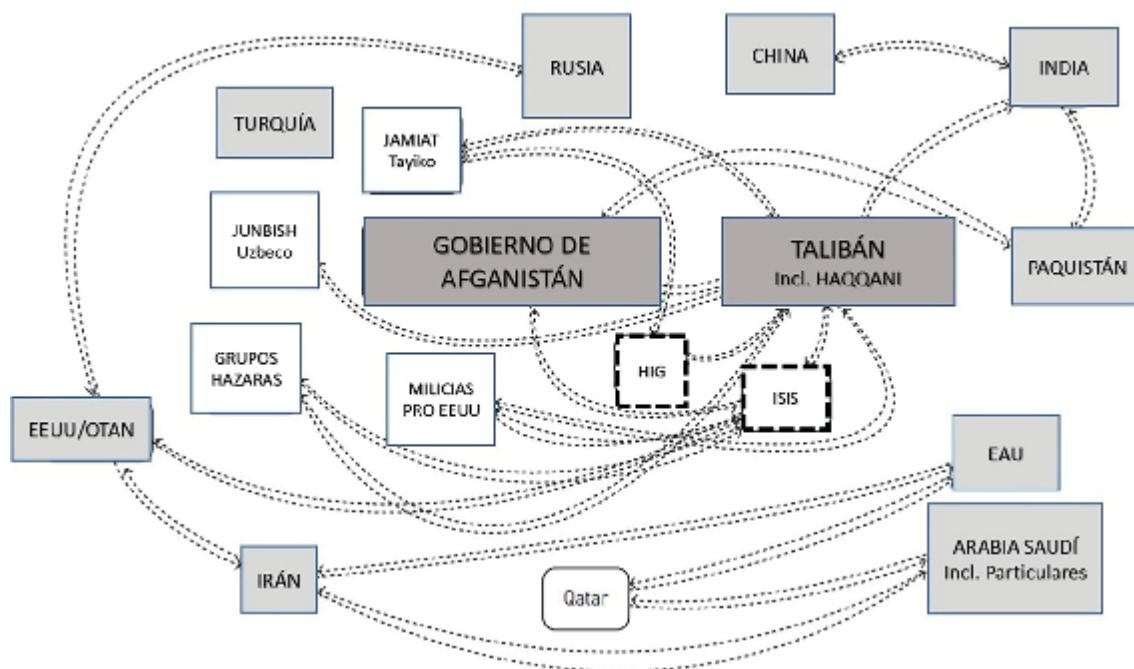 RUSIA
CHINA
INDIA
TURQUÍA
JAMIAT
Tayiko
JUNBISH
Uzbeco
GOBIERNO DE
AFGANISTÁN
TALIBÁN
Incl. HAQQANI
PAQUISTÁN
GRUPOS
HAZARAS
MILICIAS
PRO EEUU
HIG
ISIS
EEUU/OTAN
EAU
IRÁN
Qatar
ARABIA SAUDÍ
Incl. Particulares